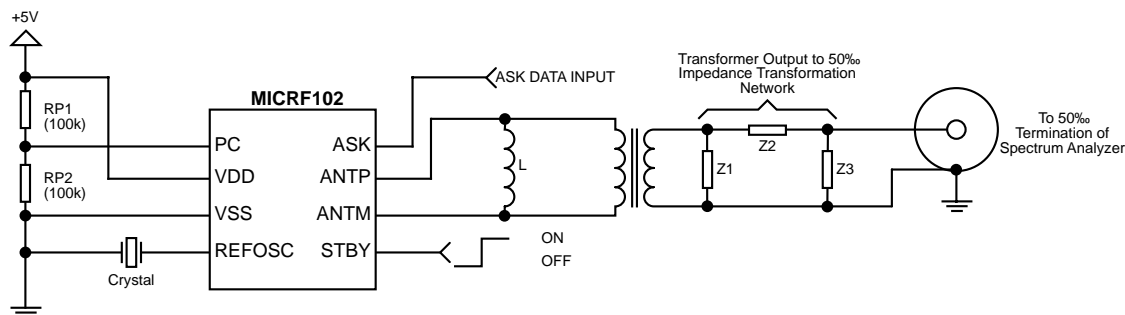 +5V
RP1
(100k)
RP2
(100k)
MICRF102
PC
VDD
VSS
REFOSC
ASK
ANTP
ANTM
STBY
Crystal
ASK DATA INPUT
L
ON
OFF
Transformer Output to 50‰
Impedance Transformation
Network
Z1
Z2
Z3
To 50‰
Termination of
Spectrum Analyzer